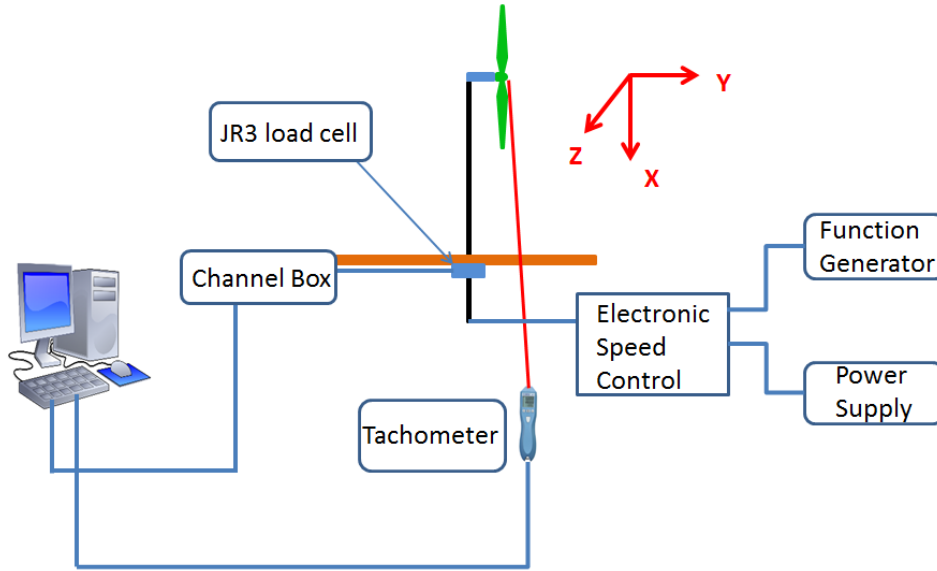 JR3 load cell
Y
Z
X
Function
Generator
Channel Box
Electronic
Speed
Control
Power
Supply
Tachometer